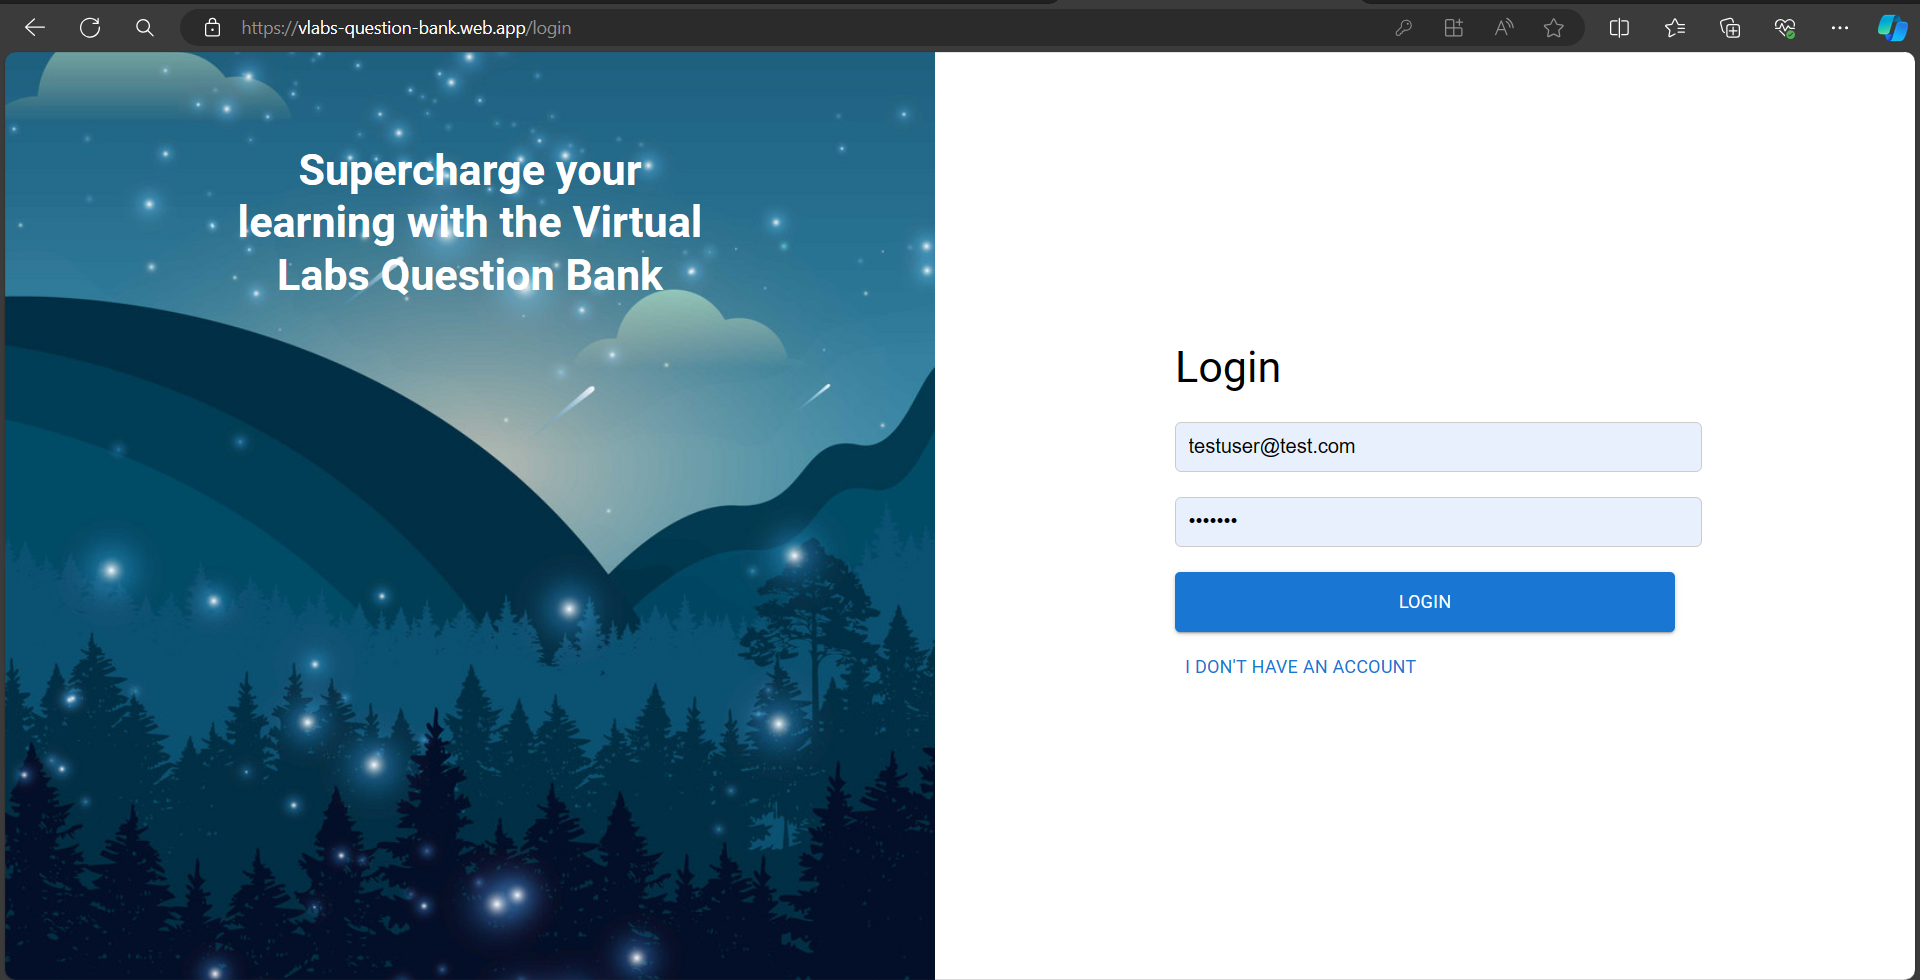 https://vlabs-question-bank.web.app/login
Supercharge your
learning with the Virtual
Labs Question Bank
Login
testuser@test.com
•••••••
LOGIN
I DON'T HAVE AN ACCOUNT